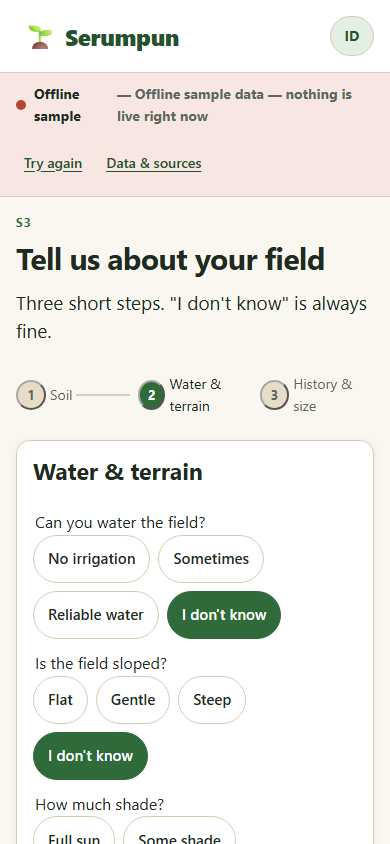 Serumpun
ID
Offline sample
— Offline sample data — nothing is live right now
Try again
Data & sources
S3
Tell us about your field
Three short steps. "I don't know" is always fine.
1 Soil
2 Water & terrain
3 History & size
Water & terrain
Can you water the field?
No irrigation
Sometimes
Reliable water
I don't know
Is the field sloped?
Flat
Gentle
Steep
I don't know
How much shade?
Full sun
Some shade